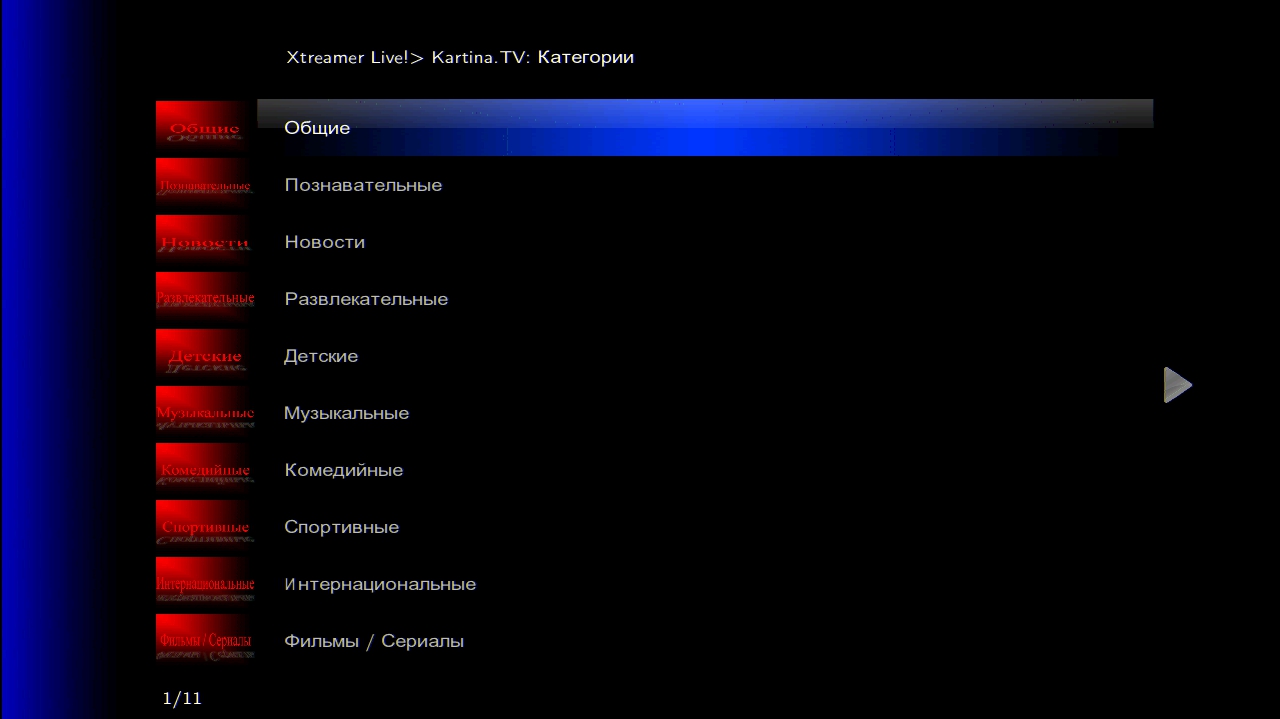 Xtreamer Live!> Kartina.TV: Категории
Общие Общие
Познавательные Познавательные
Новости Новости
Развлекательные Развлекательные
Детские Детские
Музыкальные Музыкальные
Комедийные Комедийные
Спортивные Спортивные
Интернациональные Интернациональные
Фильмы / Сериалы Фильмы / Сериалы
1/11